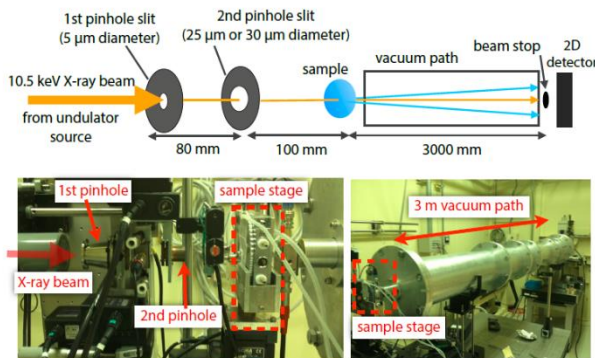 1st pinhole slit
(5 μm diameter)
2nd pinhole slit
(25 μm or 30 μm diameter)
sample
vacuum path
beam stop
2D
detector
10.5 keV X-ray beam
from undulator
source
80 mm
100 mm
3000 mm
1st pinhole
sample stage
X-ray beam
2nd pinhole
3 m vacuum path
sample stage